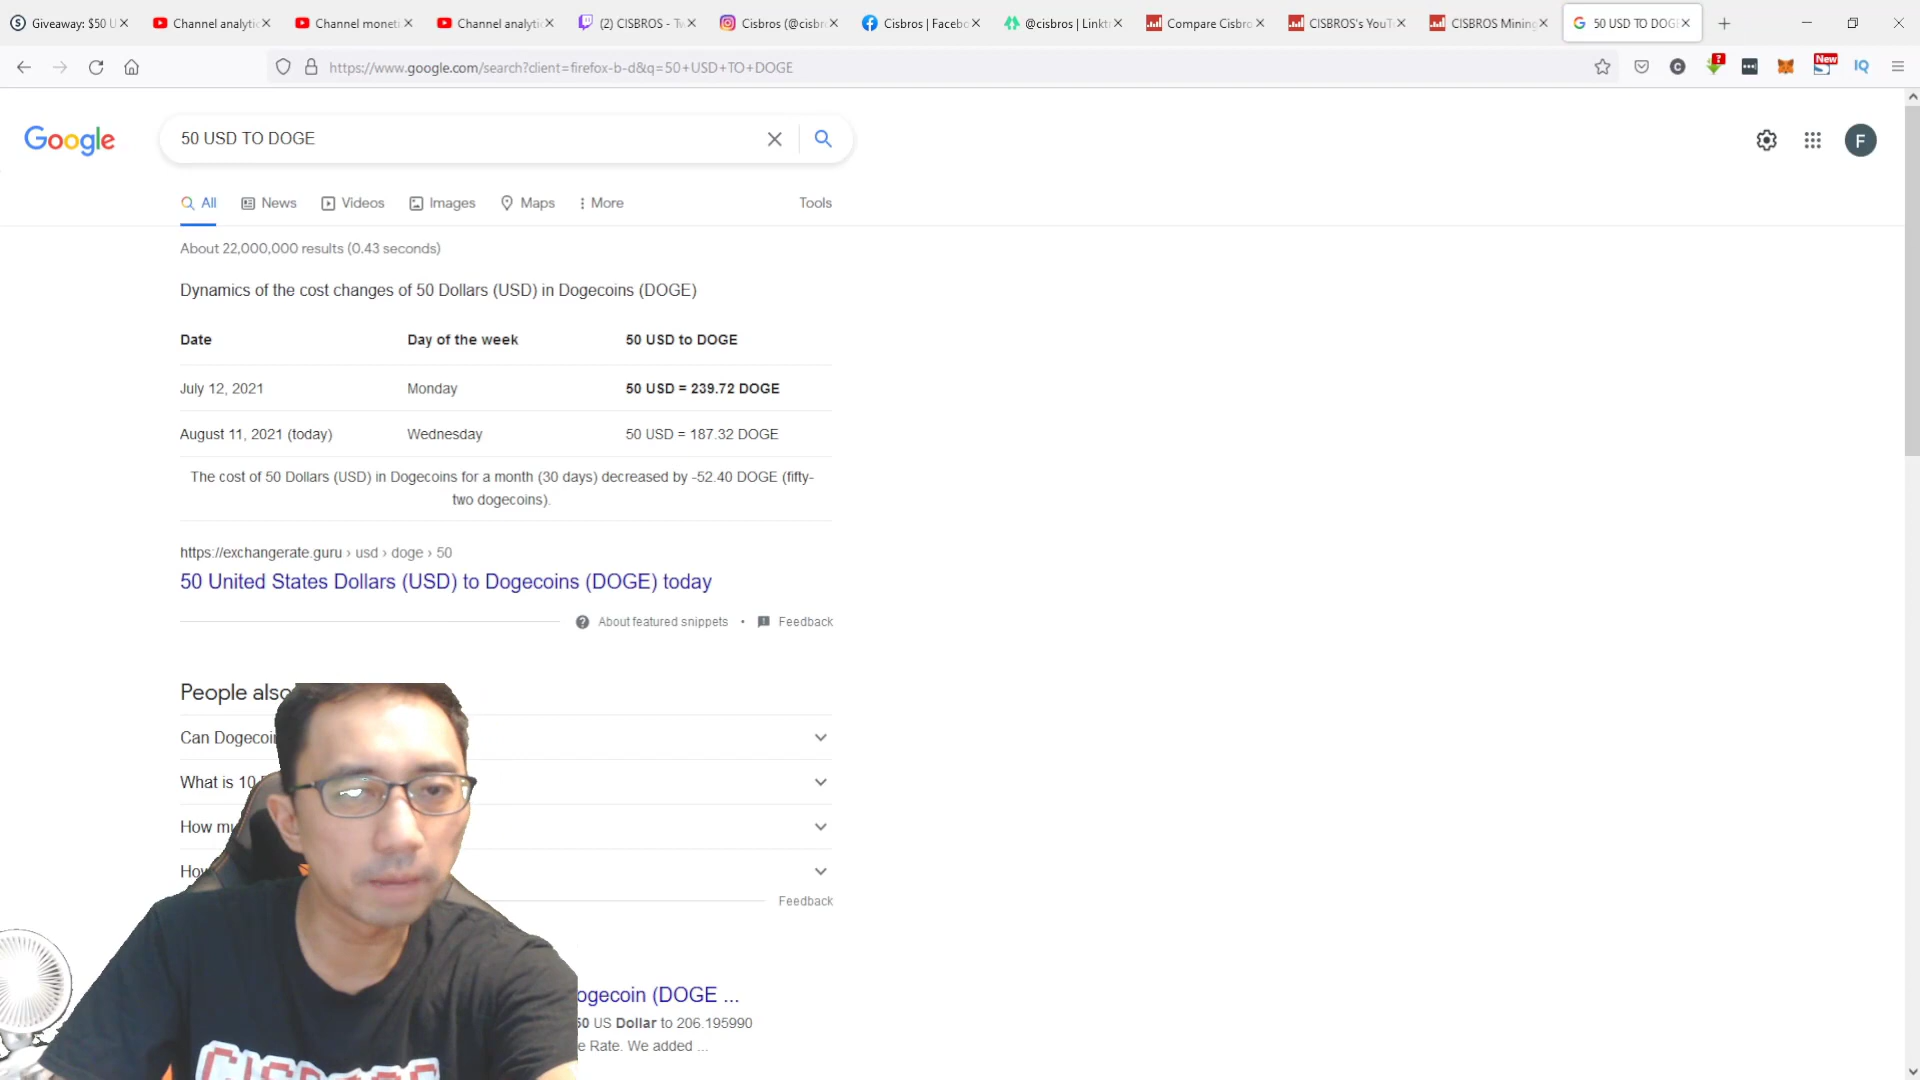 Giveaway: $50 U
Channel analytic
Channel moneti
Channel analytic
(2) CISBROS - Tw
Cisbros (@cisbr
Cisbros | Facebo
@cisbros | Linktr
Compare Cisbro
CISBROS's YouT
CISBROS Mining
50 USD TO DOGE
https://www.google.com/search?client=firefox-b-d&q=50+USD+TO+DOGE
New
IQ
Google
50 USD TO DOGE
F
All
News
Videos
Images
Maps
More
Tools
About 22,000,000 results (0.43 seconds)
Dynamics of the cost changes of 50 Dollars (USD) in Dogecoins (DOGE)
Date Day of the week 50 USD to DOGE
July 12, 2021 Monday 50 USD = 239.72 DOGE
August 11, 2021 (today) Wednesday 50 USD = 187.32 DOGE
The cost of 50 Dollars (USD) in Dogecoins for a month (30 days) decreased by -52.40 DOGE (fifty-
two dogecoins).
https://exchangerate.guru › usd › doge › 50
50 United States Dollars (USD) to Dogecoins (DOGE) today
About featured snippets • Feedback
People also
Can Dogecoi
What is 10
How mu
How
Feedback
ogecoin (DOGE ...
50 US Dollar to 206.195990
e Rate. We added ...
CISBROS